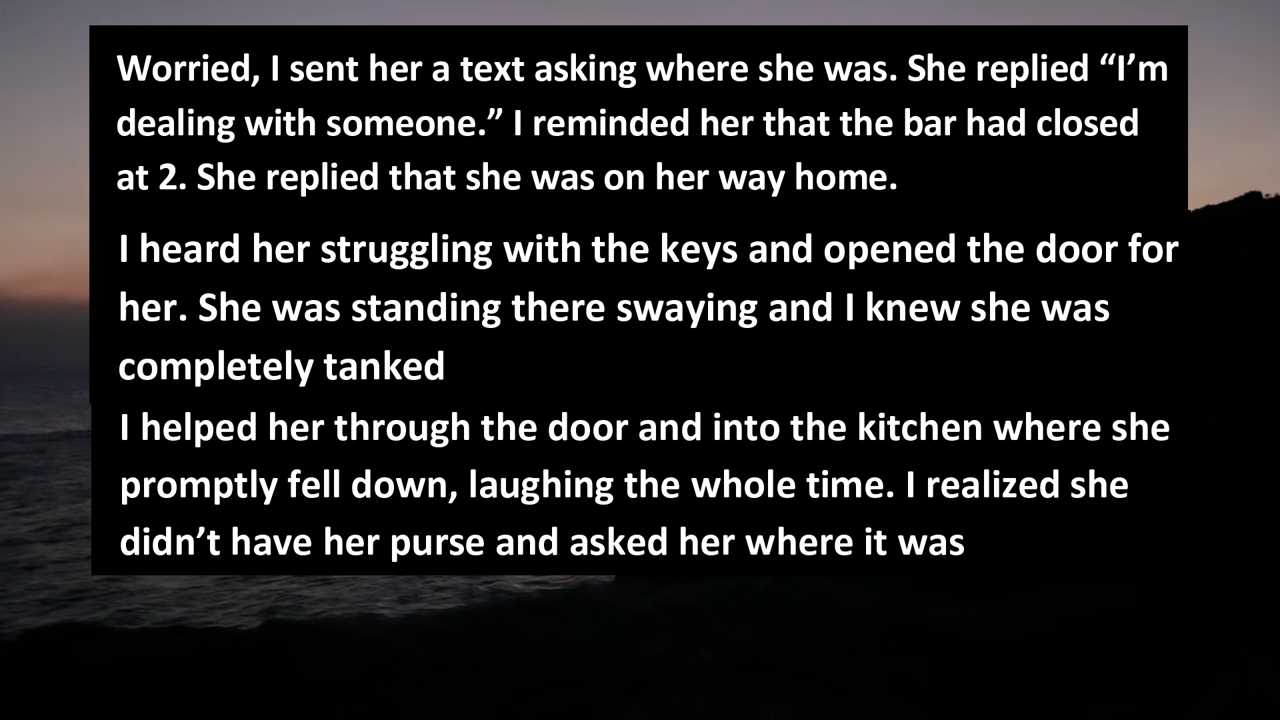 Worried, I sent her a text asking where she was. She replied “I’m
dealing with someone.” I reminded her that the bar had closed
at 2. She replied that she was on her way home.
I heard her struggling with the keys and opened the door for
her. She was standing there swaying and I knew she was
completely tanked
I helped her through the door and into the kitchen where she
promptly fell down, laughing the whole time. I realized she
didn’t have her purse and asked her where it was